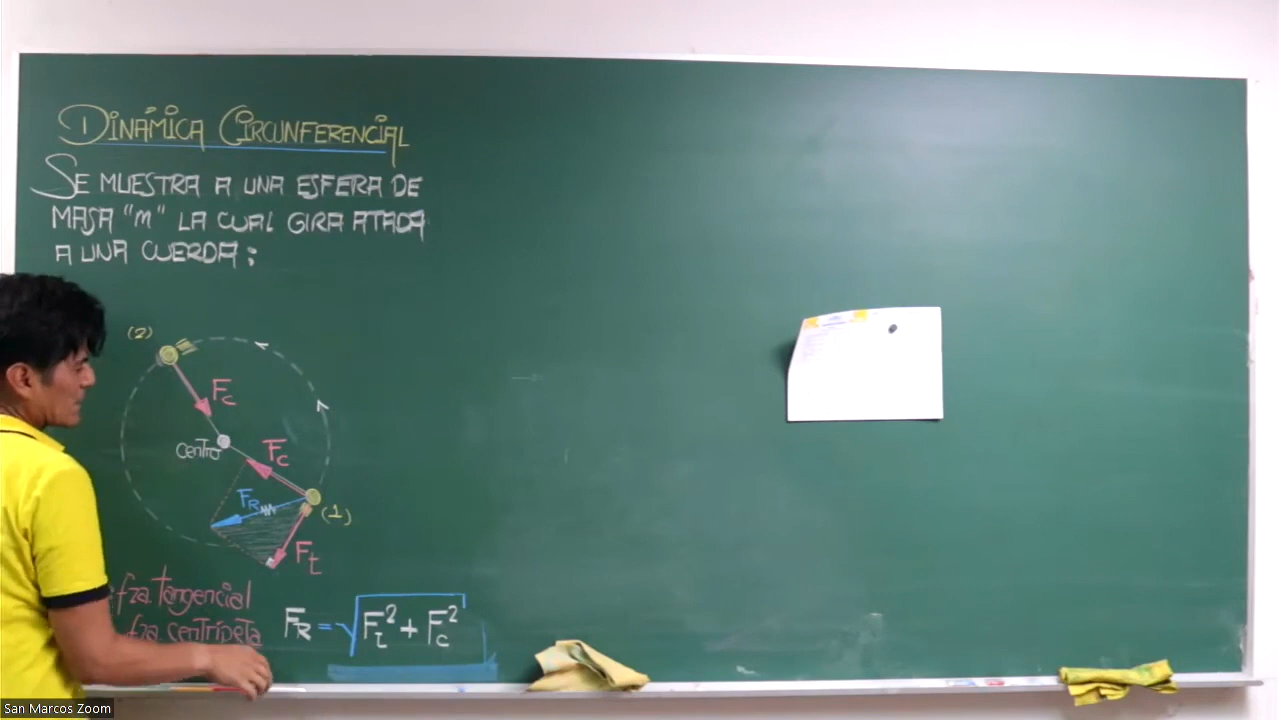 DINÁMICA CIRCUNFERENCIAL
SE MUESTRA A UNA ESFERA DE
MASA "m" LA CUAL GIRA ATADA
A UNA CUERDA:
(2)
Fc
centro
Fc
FR
(1)
Ft
fza tangencial
fza centrípeta
FR = √Ft² + Fc²
San Marcos Zoom